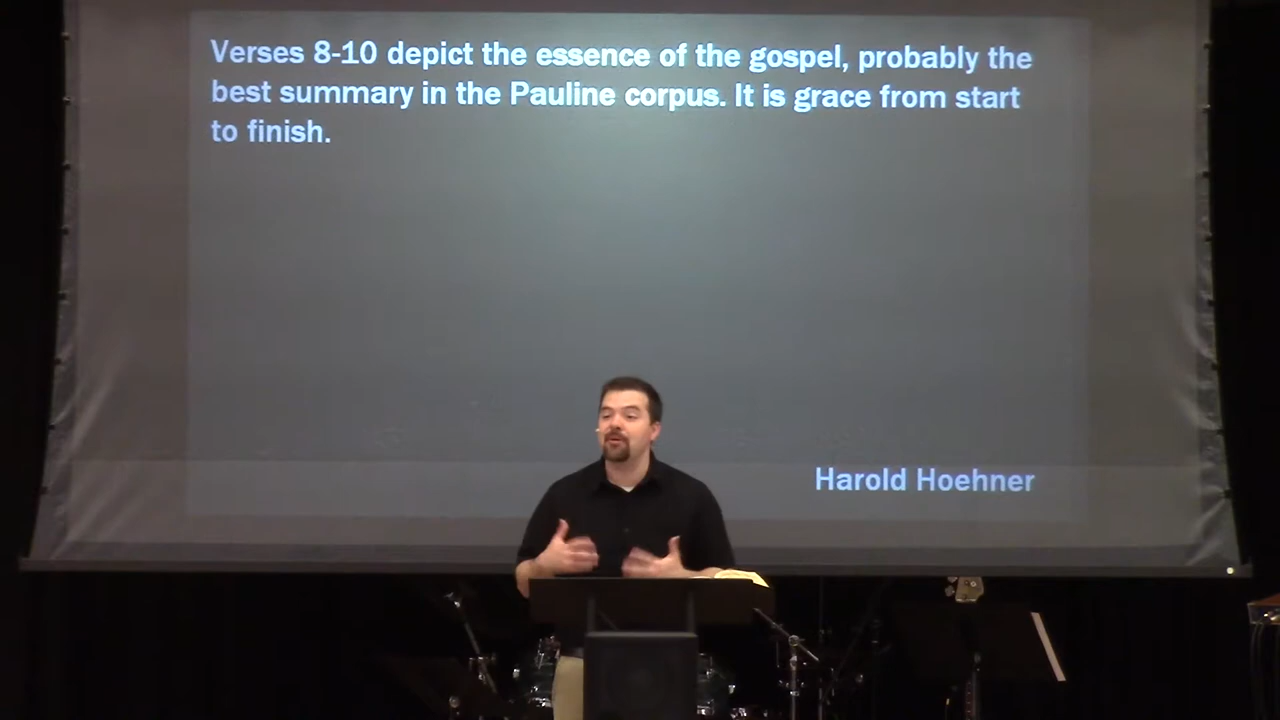 Verses 8-10 depict the essence of the gospel, probably the
best summary in the Pauline corpus. It is grace from start
to finish.
Harold Hoehner